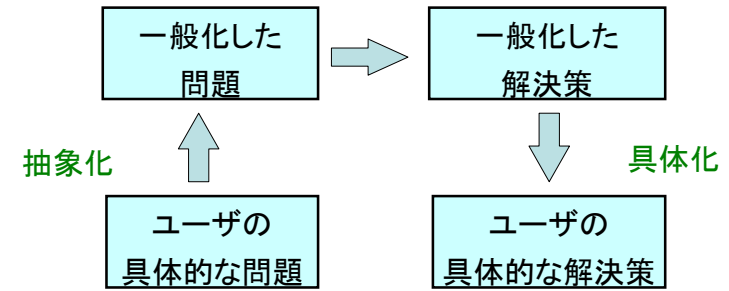 一般化した
問題
一般化した
解決策
抽象化
具体化
ユーザの
具体的な問題
ユーザの
具体的な解決策